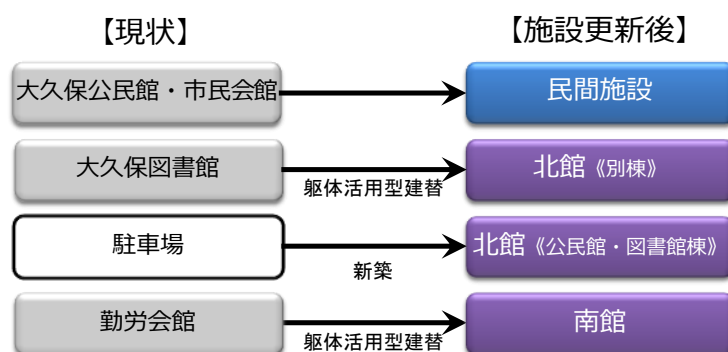 【現状】
【施設更新後】
大久保公民館・市民会館
民間施設
大久保図書館
躯体活用型建替
北館《別棟》
駐車場
新築
北館《公民館・図書館棟》
勤労会館
躯体活用型建替
南館